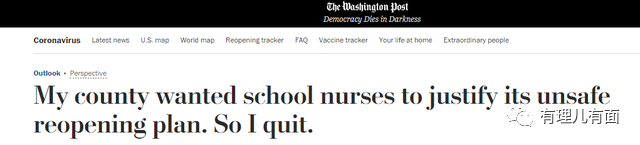 The Washington Post
Democracy Dies in Darkness
Coronavirus Latest news U.S. map World map Reopening tracker FAQ Vaccine tracker Your life at home Extraordinary people
Outlook • Perspective
My county wanted school nurses to justify its unsafe
reopening plan. So I quit.
有理儿有面